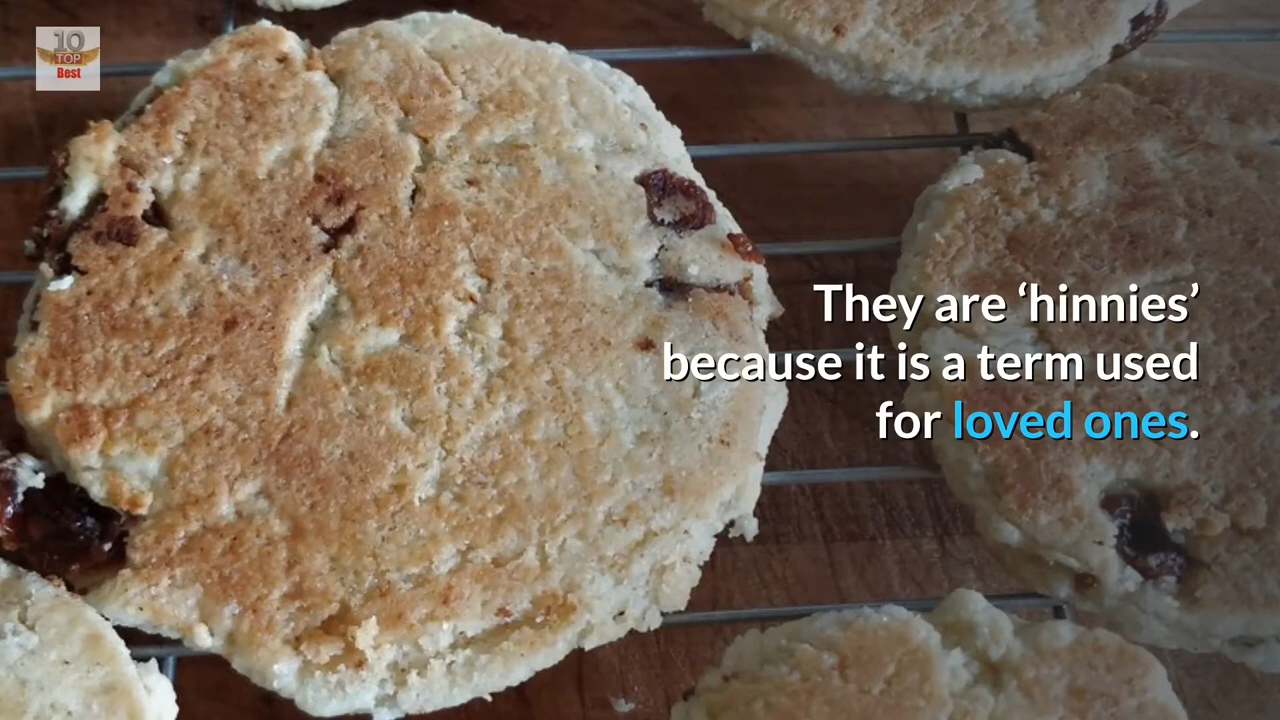 10
TOP
Best
They are ‘hinnies’
because it is a term used
for loved ones.